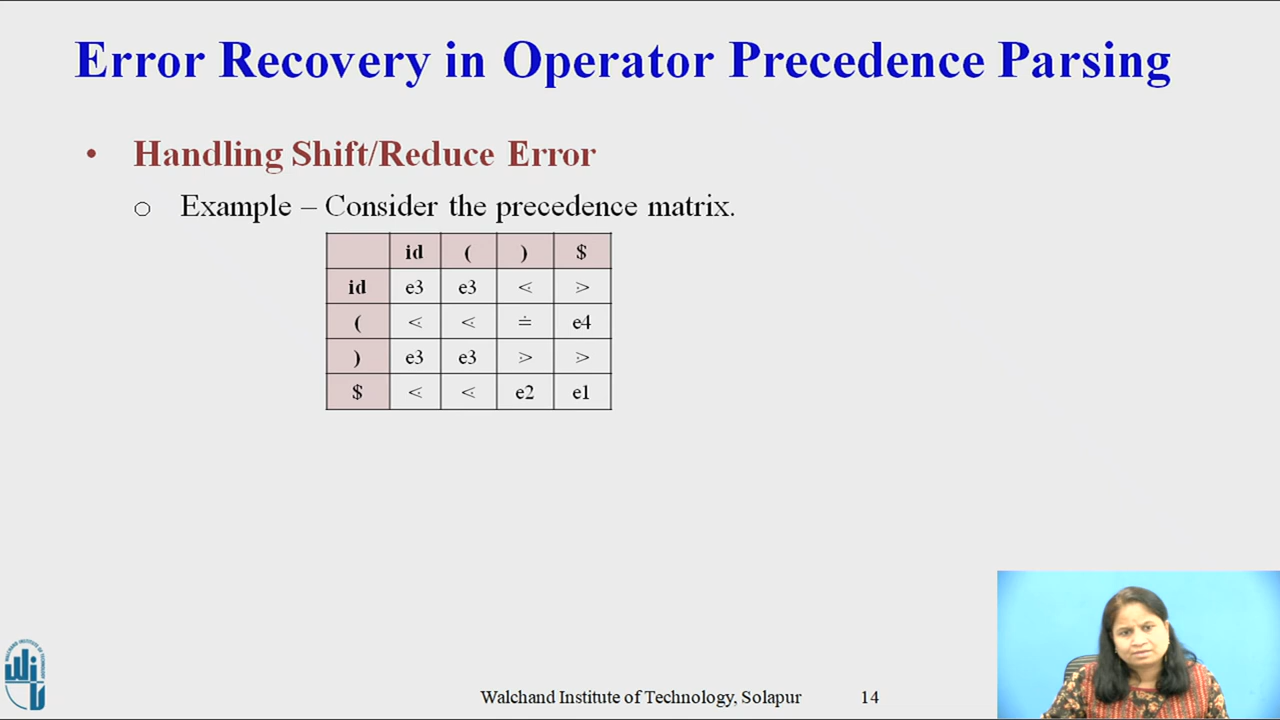 Error Recovery in Operator Precedence Parsing
• Handling Shift/Reduce Error
o Example – Consider the precedence matrix.
id ( ) $
id e3 e3 ⋖ ⋗
( ⋖ ⋖ ≐ e4
) e3 e3 ⋗ ⋗
$ ⋖ ⋖ e2 e1
Walchand Institute of Technology, Solapur 14